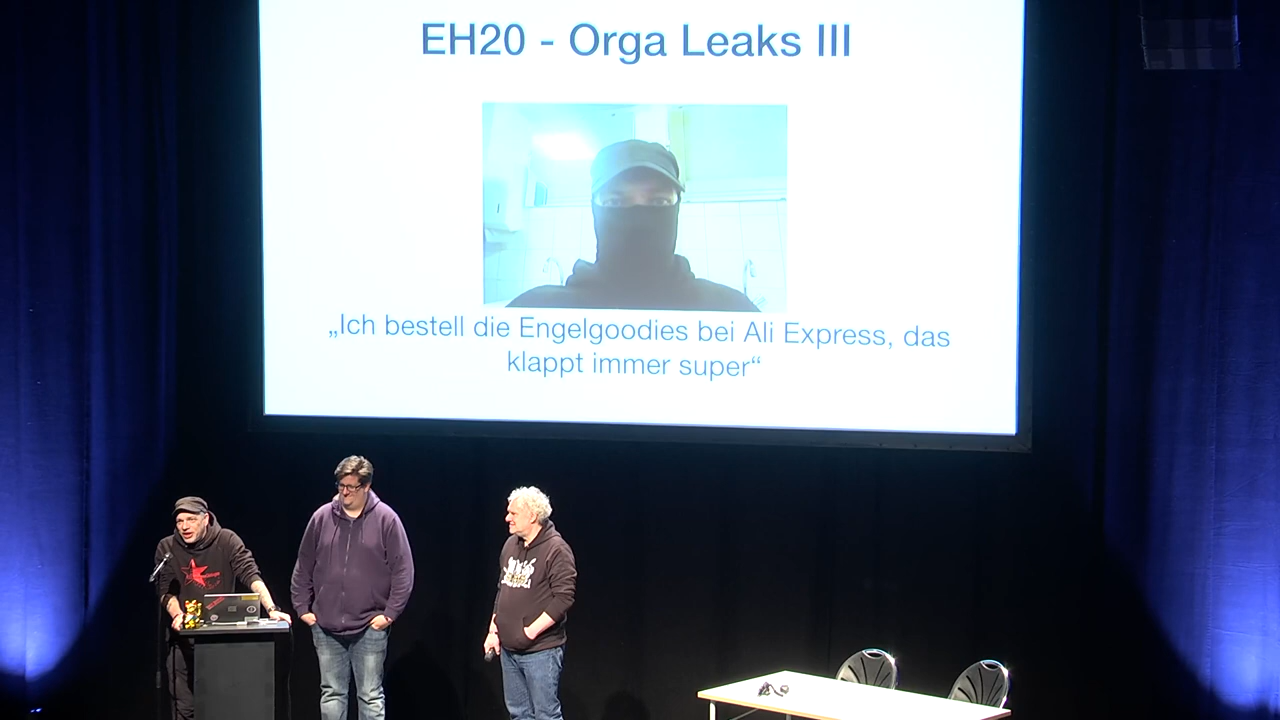 EH20 - Orga Leaks III
„Ich bestell die Engelgoodies bei Ali Express, das
klappt immer super“